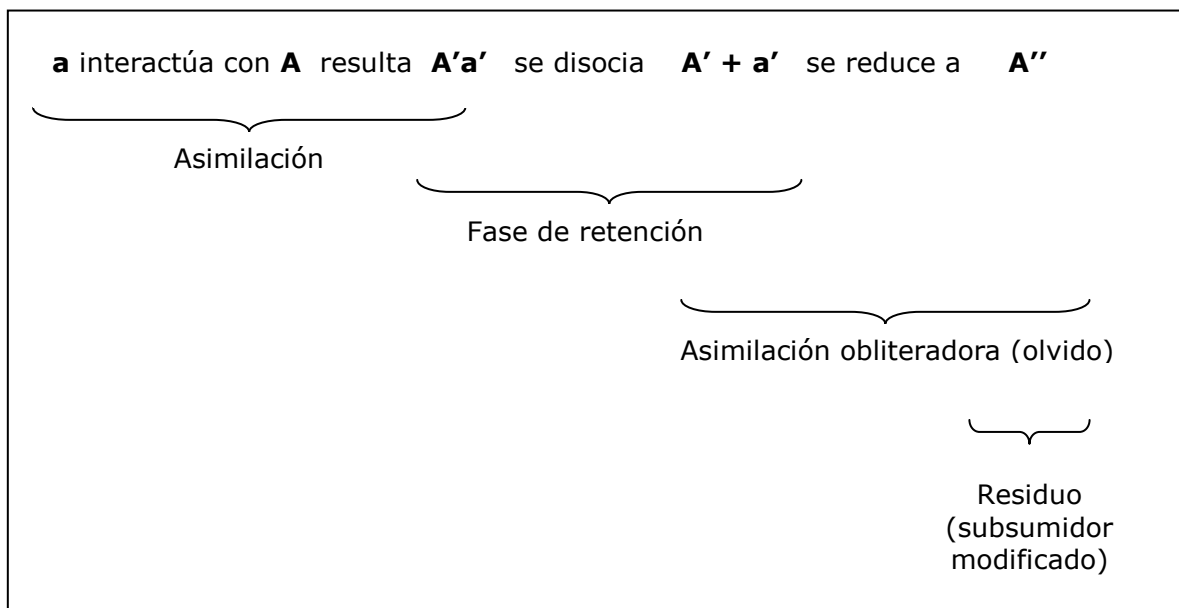 a interactúa con A resulta A’a’ se disocia A’ + a’ se reduce a A’’
Asimilación
Fase de retención
Asimilación obliteradora (olvido)
Residuo
(subsumidor
modificado)